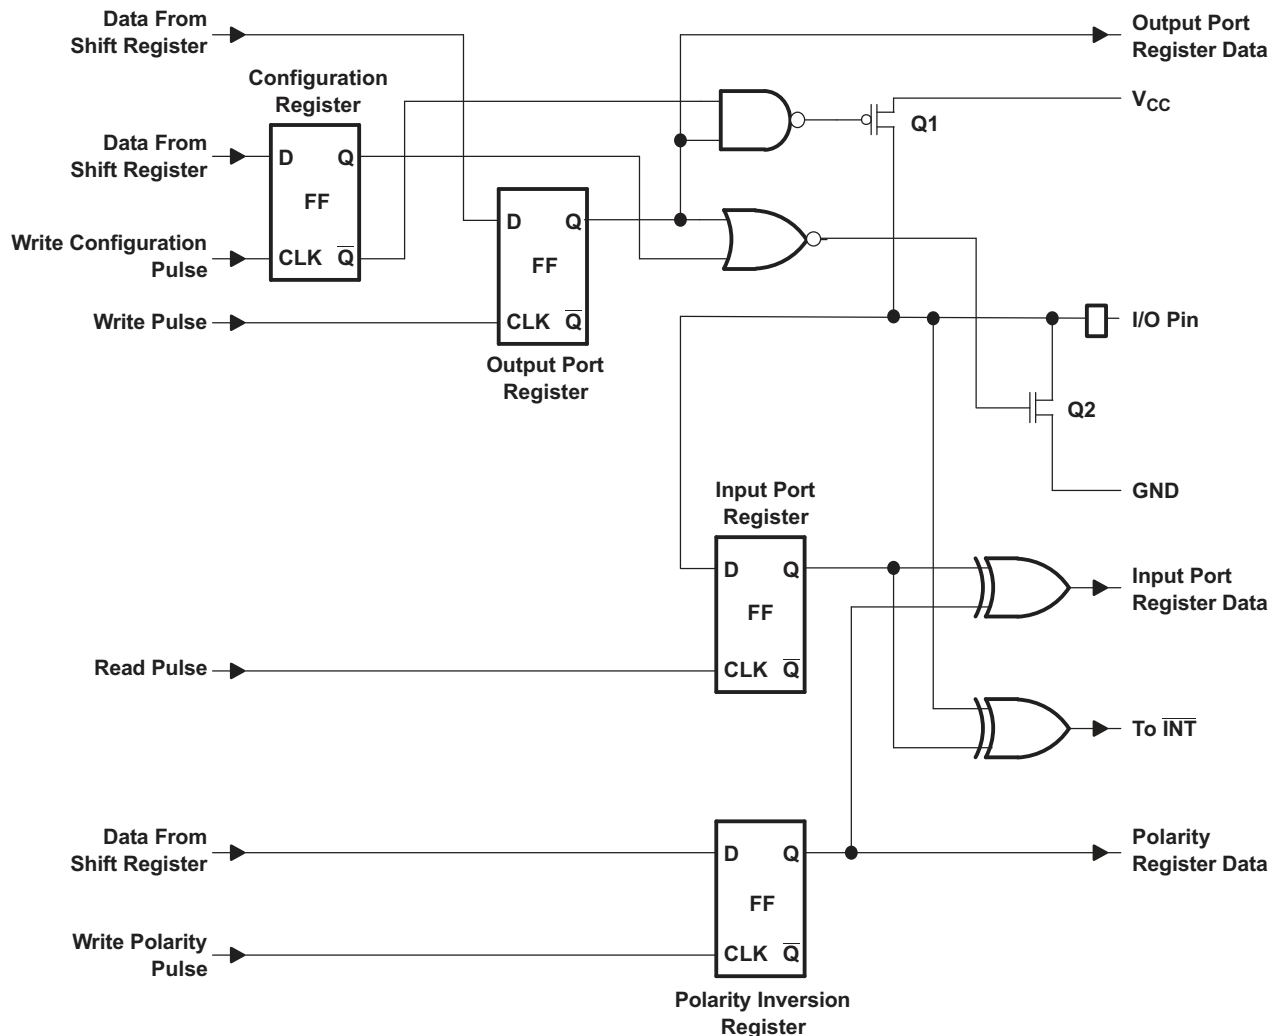 Data From
Shift Register
Output Port
Register Data
Configuration
Register
VCC
Q1
Data From
Shift Register
D Q
FF
CLK Q
Write Configuration
Pulse
D Q
FF
CLK Q
Write Pulse
Output Port
Register
I/O Pin
Q2
GND
Input Port
Register
D Q
FF
CLK Q
Input Port
Register Data
Read Pulse
To INT
Data From
Shift Register
D Q
FF
CLK Q
Polarity
Register Data
Write Polarity
Pulse
Polarity Inversion
Register